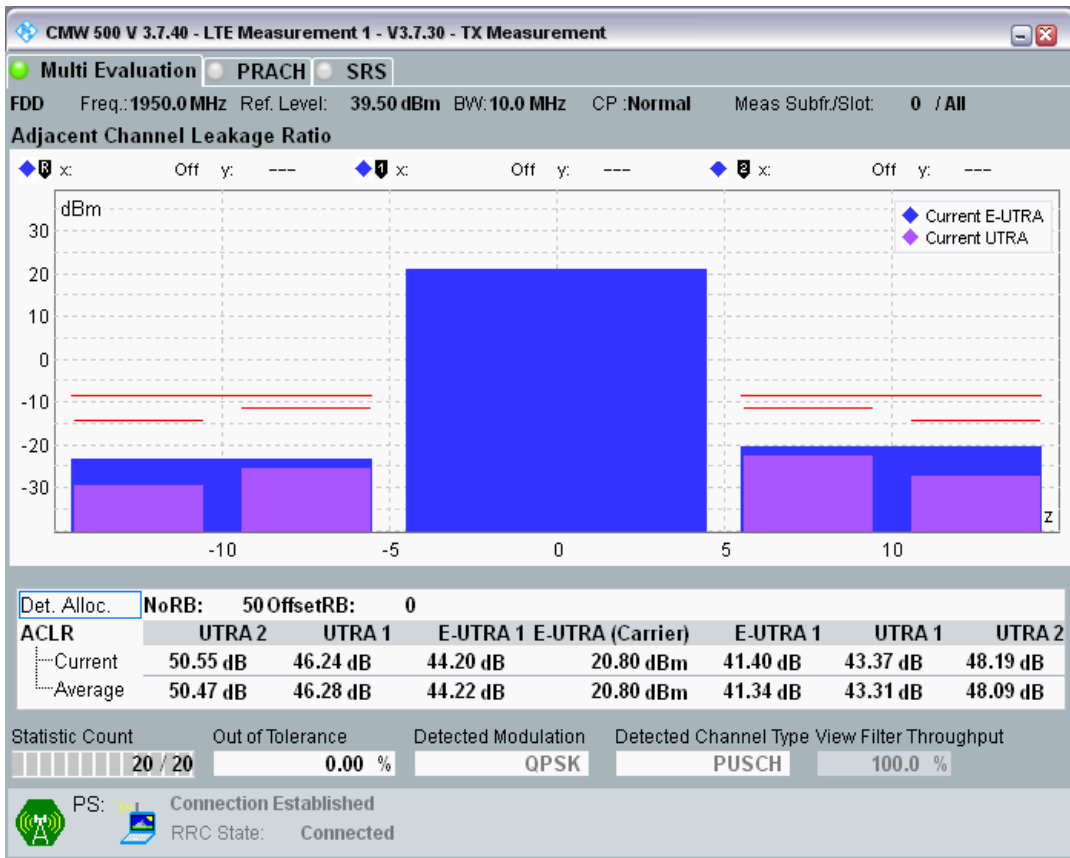 CMW 500 V 3.7.40 - LTE Measurement 1 - V3.7.30 - TX Measurement
Multi Evaluation PRACH SRS
FDD Freq.: 1950.0 MHz Ref. Level: 39.50 dBm BW: 10.0 MHz CP : Normal Meas Subfr./Slot: 0 / All
Adjacent Channel Leakage Ratio
R x: Off y: --- 1 x: Off y: --- 2 x: Off y: ---
dBm
Current E-UTRA
Current UTRA
30
20
10
0
-10
-20
-30
z
-10 -5 0 5 10
Det. Alloc. NoRB: 50 OffsetRB: 0
ACLR UTRA 2 UTRA 1 E-UTRA 1 E-UTRA (Carrier) E-UTRA 1 UTRA 1 UTRA 2
Current 50.55 dB 46.24 dB 44.20 dB 20.80 dBm 41.40 dB 43.37 dB 48.19 dB
Average 50.47 dB 46.28 dB 44.22 dB 20.80 dBm 41.34 dB 43.31 dB 48.09 dB
Statistic Count Out of Tolerance Detected Modulation Detected Channel Type View Filter Throughput
20 / 20 0.00 % QPSK PUSCH 100.0 %
PS: Connection Established
RRC State: Connected